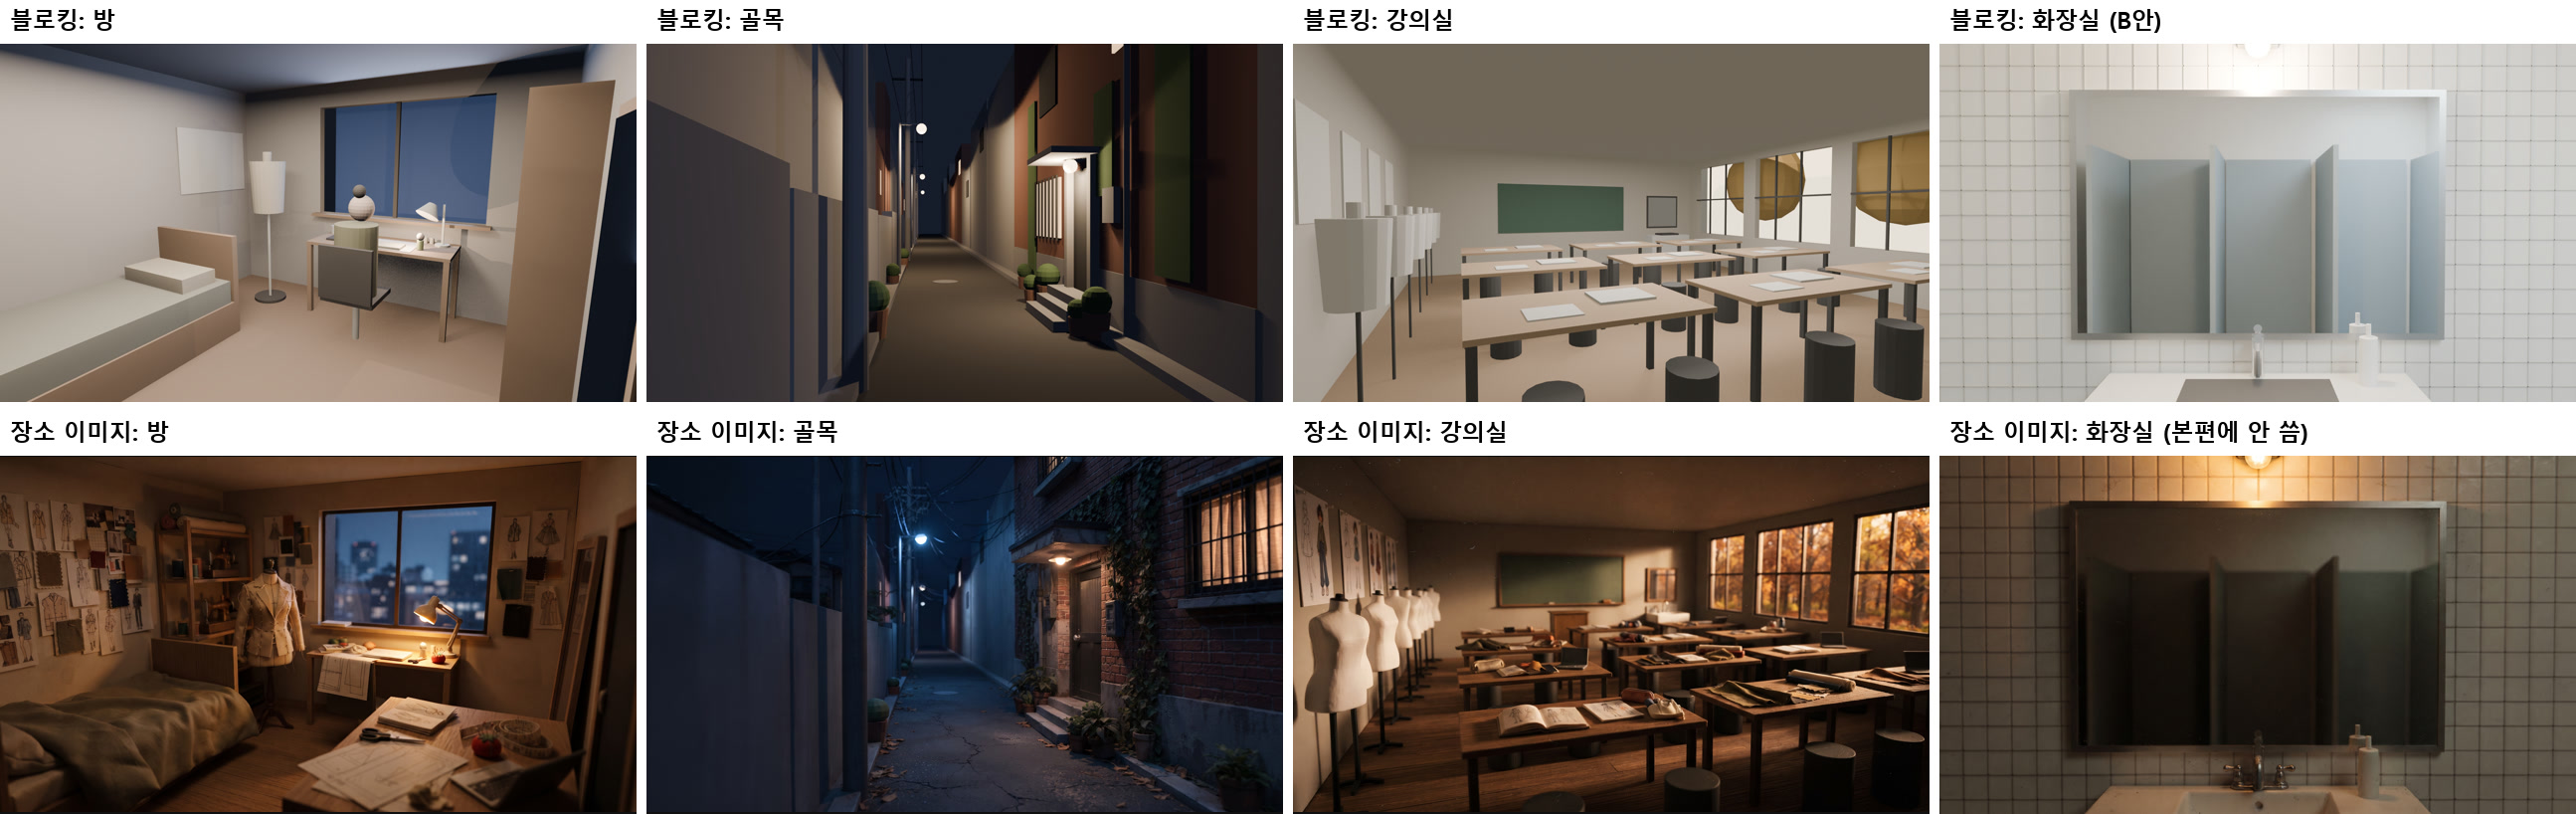 블로킹: 방
블로킹: 골목
블로킹: 강의실
블로킹: 화장실 (B안)
장소 이미지: 방
장소 이미지: 골목
장소 이미지: 강의실
장소 이미지: 화장실 (본편에 안 씀)